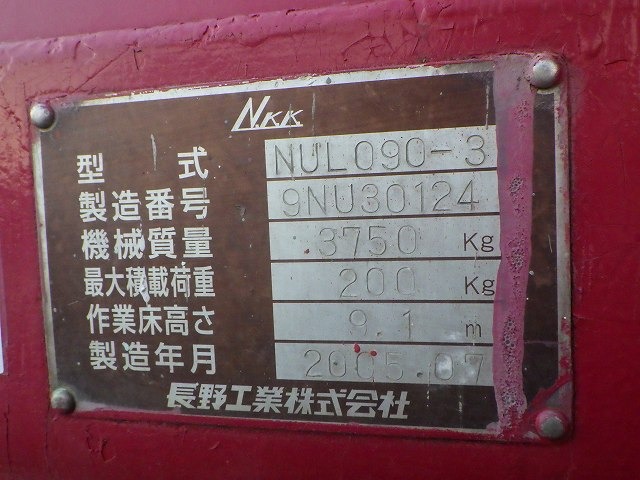 N.K.K.
型式 NUL090-3
製造番号 9NU30124
機械質量 3750 Kg
最大積載荷重 200 Kg
作業床高さ 9.1 m
製造年月 2005.07
長野工業株式会社